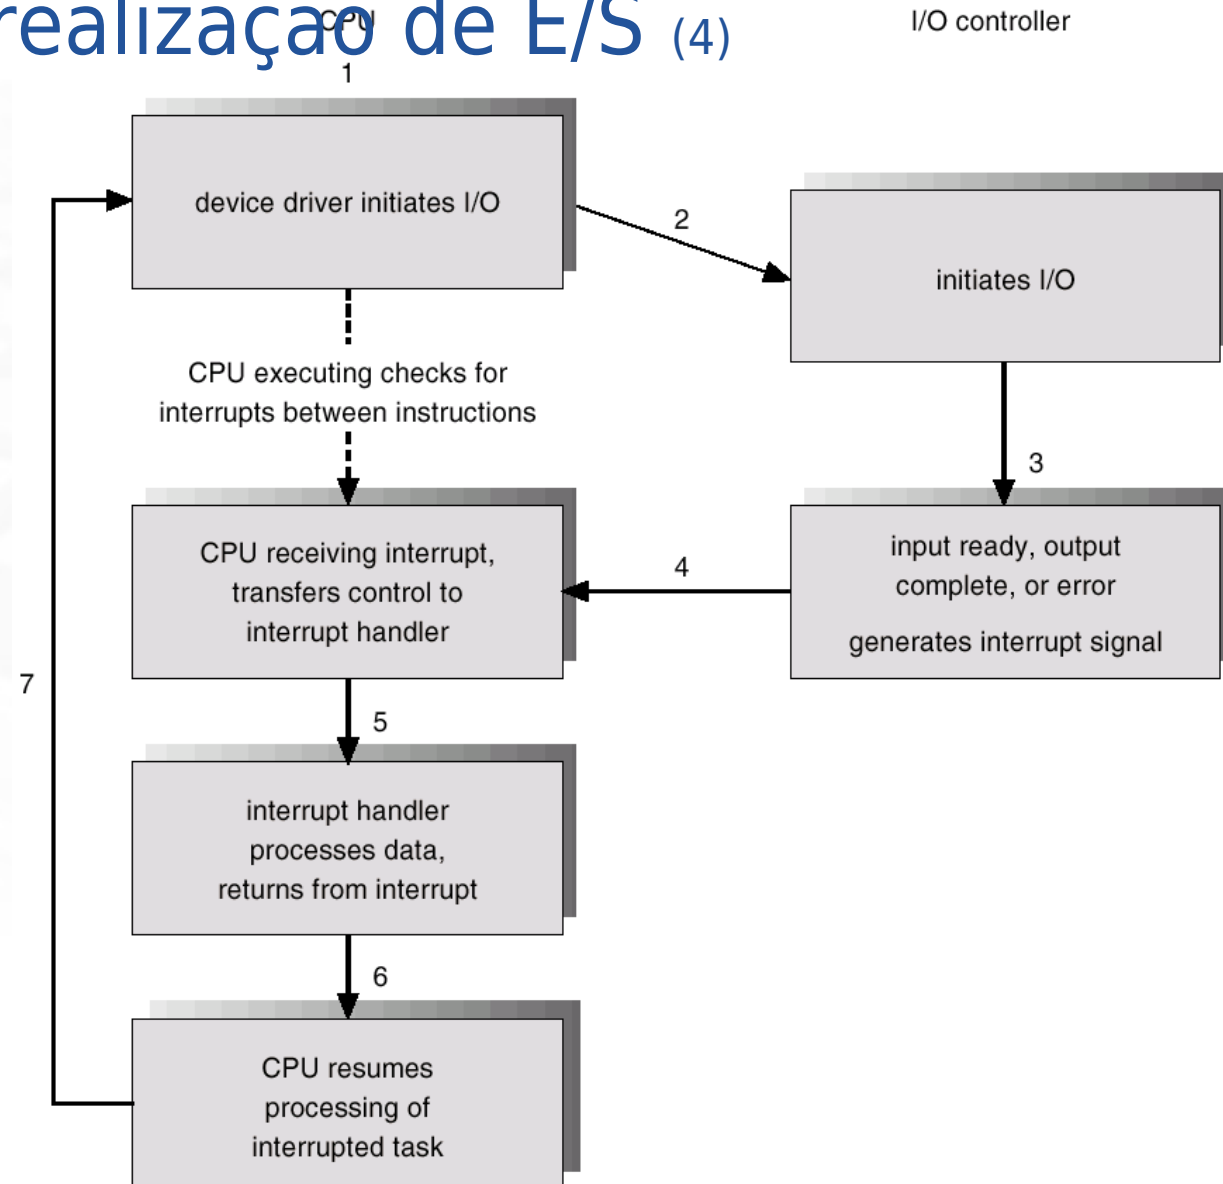 realização de E/S (4)
CPU
I/O controller
1
device driver initiates I/O
2
initiates I/O
CPU executing checks for
interrupts between instructions
3
CPU receiving interrupt,
transfers control to
interrupt handler
4
input ready, output
complete, or error
generates interrupt signal
7
5
interrupt handler
processes data,
returns from interrupt
6
CPU resumes
processing of
interrupted task